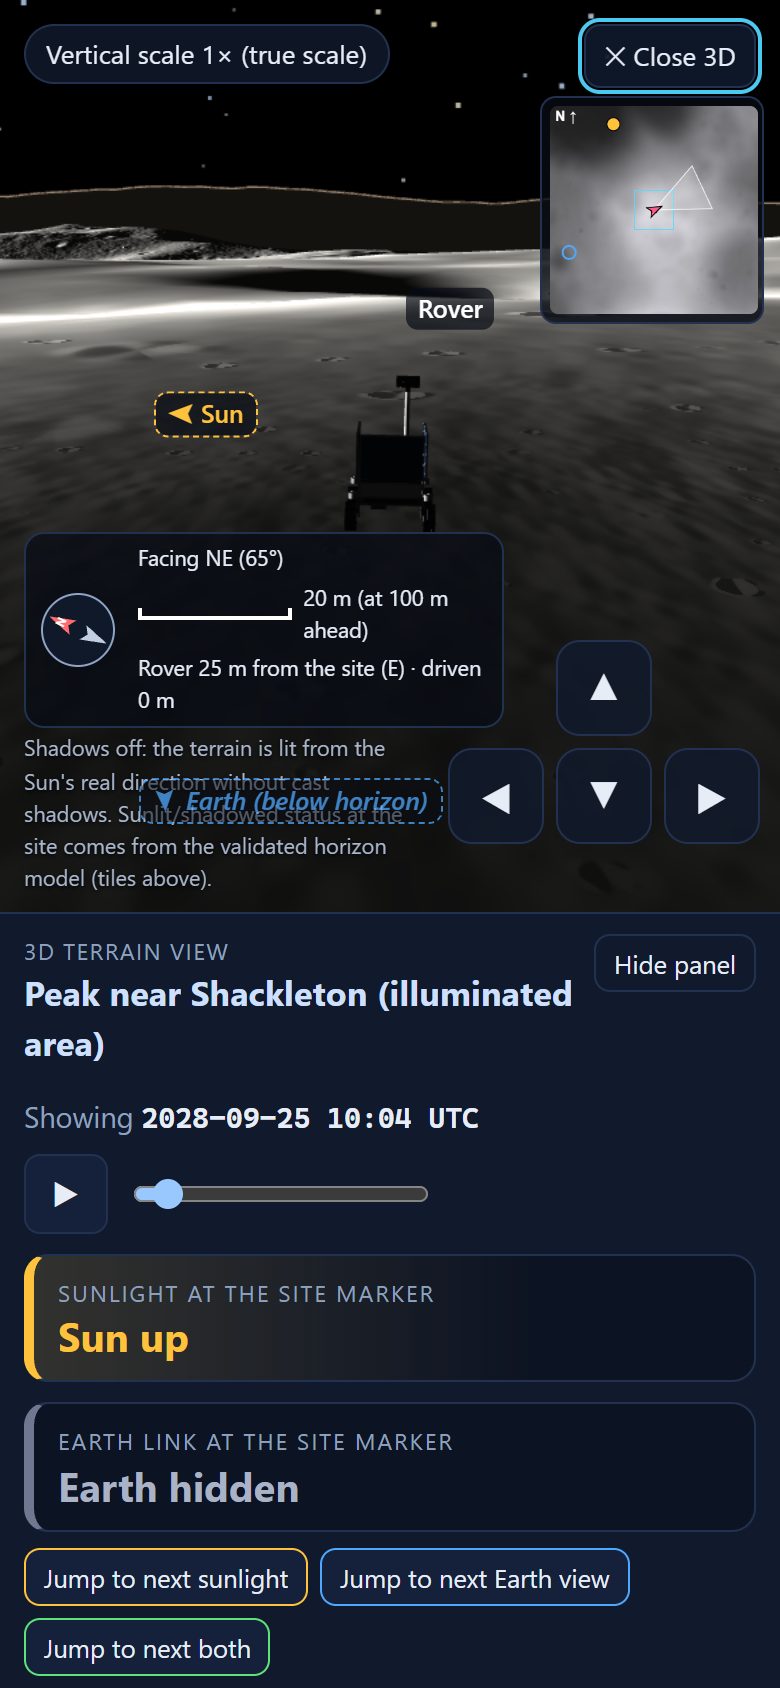 Vertical scale 1× (true scale)
✕ Close 3D
N ↑
Rover
Sun
Facing NE (65°)
20 m (at 100 m
ahead)
N
Rover 25 m from the site (E) · driven
0 m
Shadows off: the terrain is lit from the
Sun's real direction without cast
shadows. Sunlit/shadowed status at the
site comes from the validated horizon
model (tiles above).
Earth (below horizon)
3D TERRAIN VIEW
Hide panel
Peak near Shackleton (illuminated
area)
Showing 2028-09-25 10:04 UTC
SUNLIGHT AT THE SITE MARKER
Sun up
EARTH LINK AT THE SITE MARKER
Earth hidden
Jump to next sunlight
Jump to next Earth view
Jump to next both